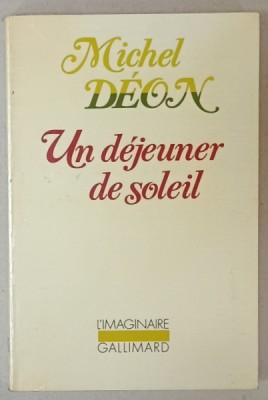 Michel
DÉON
Un déjeuner
de soleil
L'IMAGINAIRE
GALLIMARD